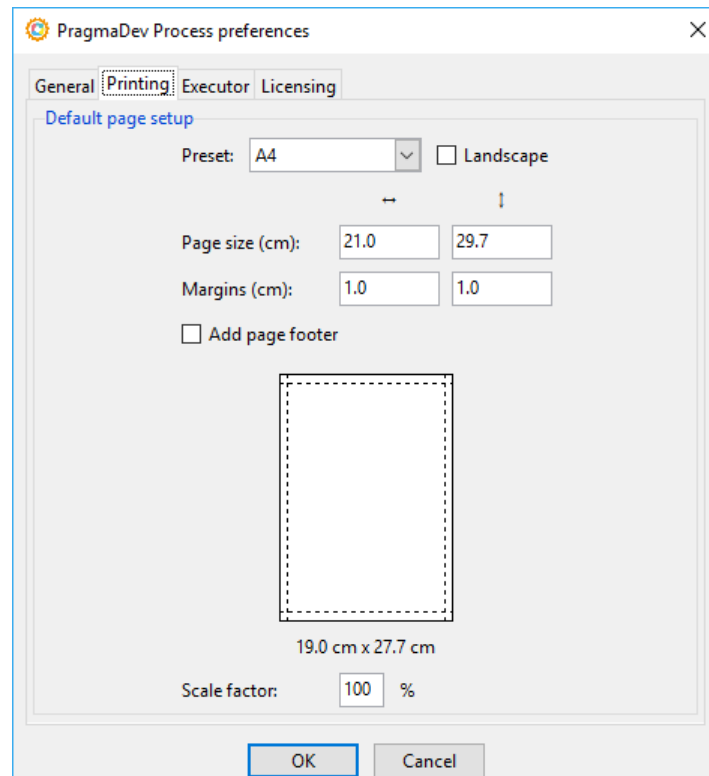 PragmaDev Process preferences
General Printing Executor Licensing
Default page setup
Preset: A4 Landscape
↔ ↕
Page size (cm): 21.0 29.7
Margins (cm): 1.0 1.0
Add page footer
19.0 cm x 27.7 cm
Scale factor: 100 %
OK Cancel